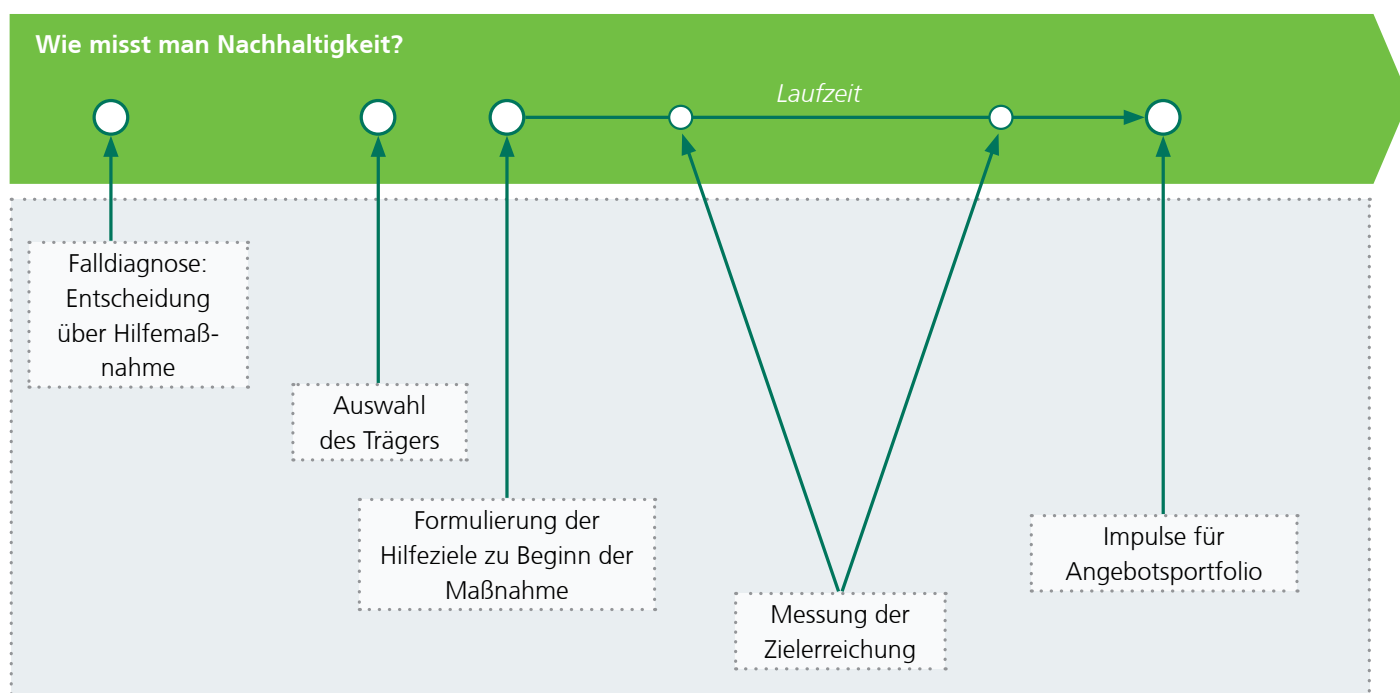 Wie misst man Nachhaltigkeit?
Laufzeit
Falldiagnose:
Entscheidung
über Hilfemaß-
nahme
Auswahl
des Trägers
Formulierung der
Hilfeziele zu Beginn der
Maßnahme
Messung der
Zielerreichung
Impulse für
Angebotsportfolio